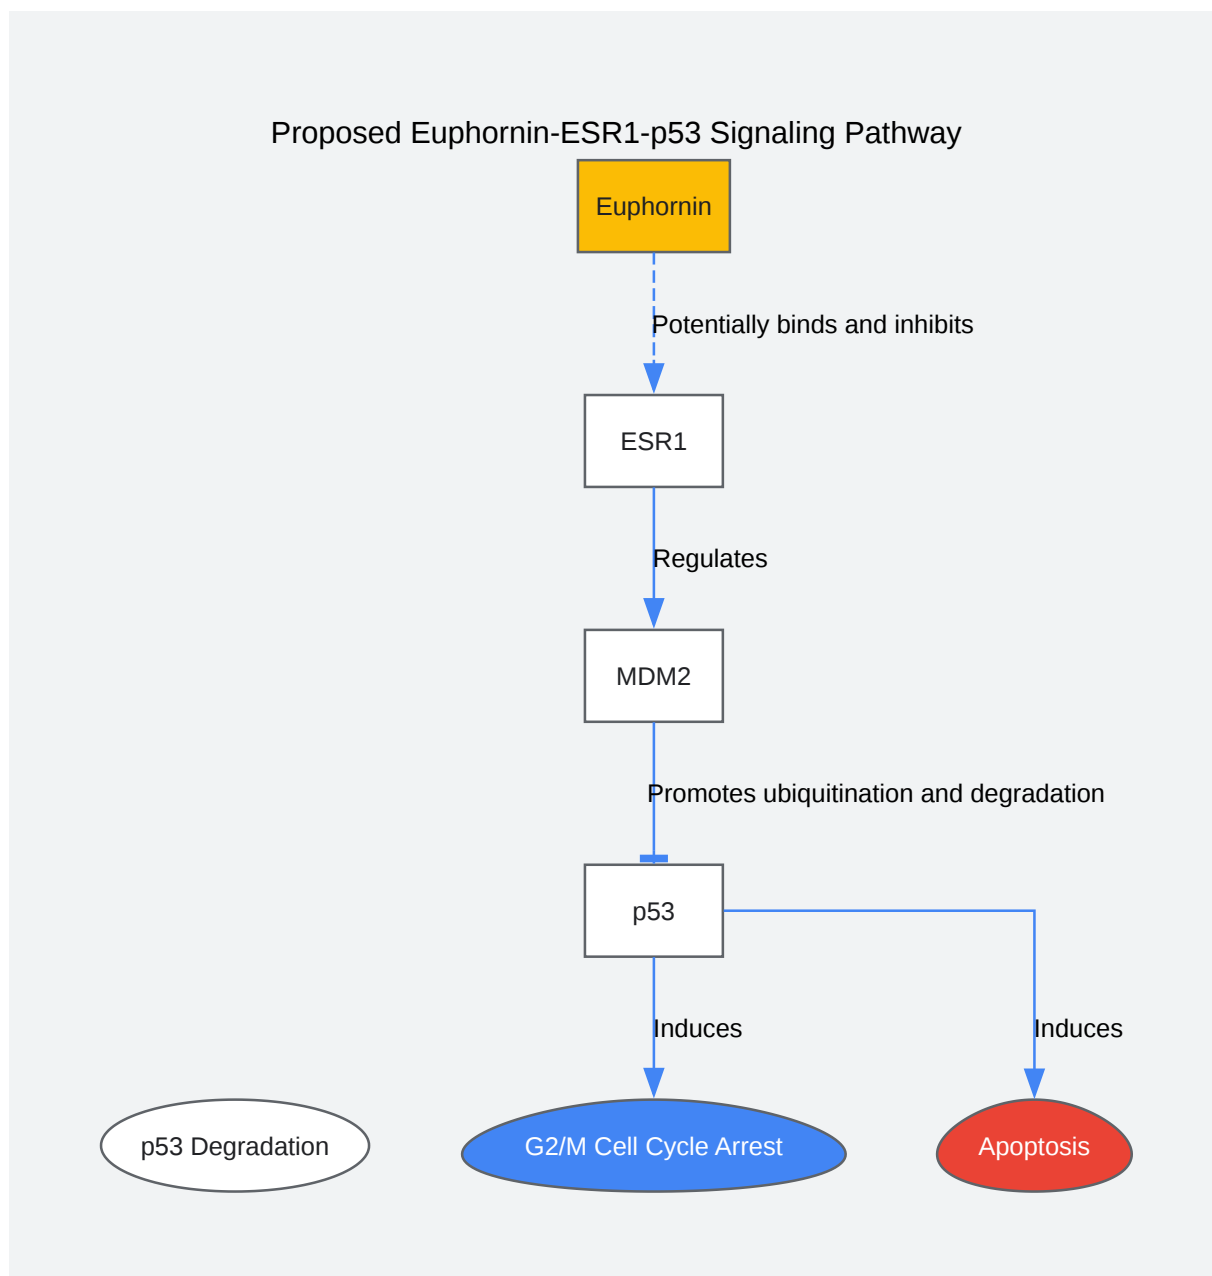 Proposed Euphornin-ESR1-p53 Signaling Pathway
Euphornin
Potentially binds and inhibits
ESR1
Regulates
MDM2
Promotes ubiquitination and degradation
p53
Induces
Induces
p53 Degradation
G2/M Cell Cycle Arrest
Apoptosis